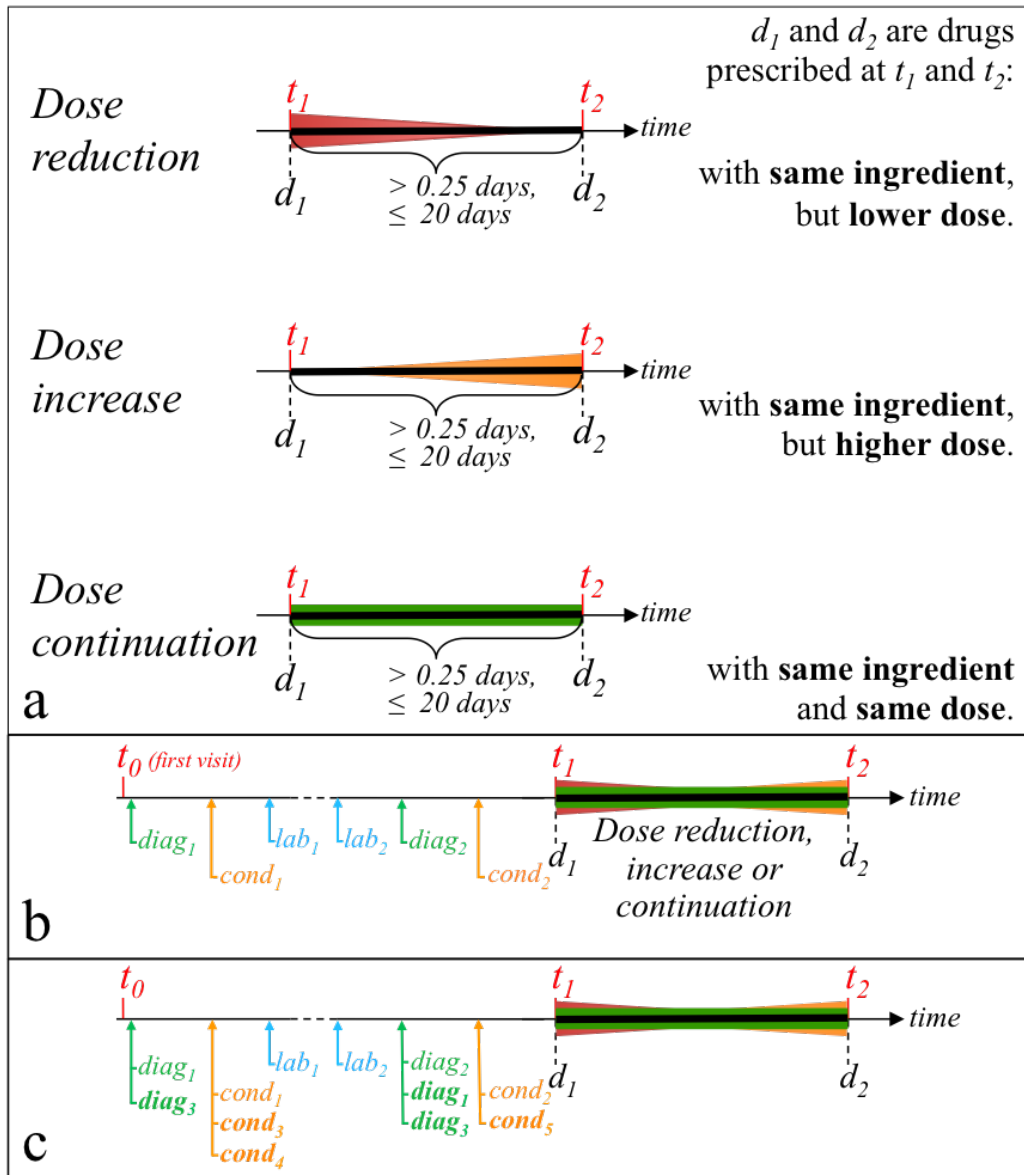 d1 and d2 are drugs
prescribed at t1 and t2:
Dose
reduction
t1 t2
time
d1 d2
> 0.25 days,
≤ 20 days
with same ingredient,
but lower dose.
Dose
increase
t1 t2
time
d1 d2
> 0.25 days,
≤ 20 days
with same ingredient,
but higher dose.
Dose
continuation
t1 t2
time
d1 d2
> 0.25 days,
≤ 20 days
with same ingredient
and same dose.
a
t0 (first visit) t1 t2
time
diag1 lab1 lab2 diag2
cond1 cond2
d1 d2
Dose reduction,
increase or
continuation
b
t0 t1 t2
time
diag1 lab1 lab2 diag2
diag3 cond1 diag1 cond2
cond3 diag3 cond5
cond4
d1 d2
c